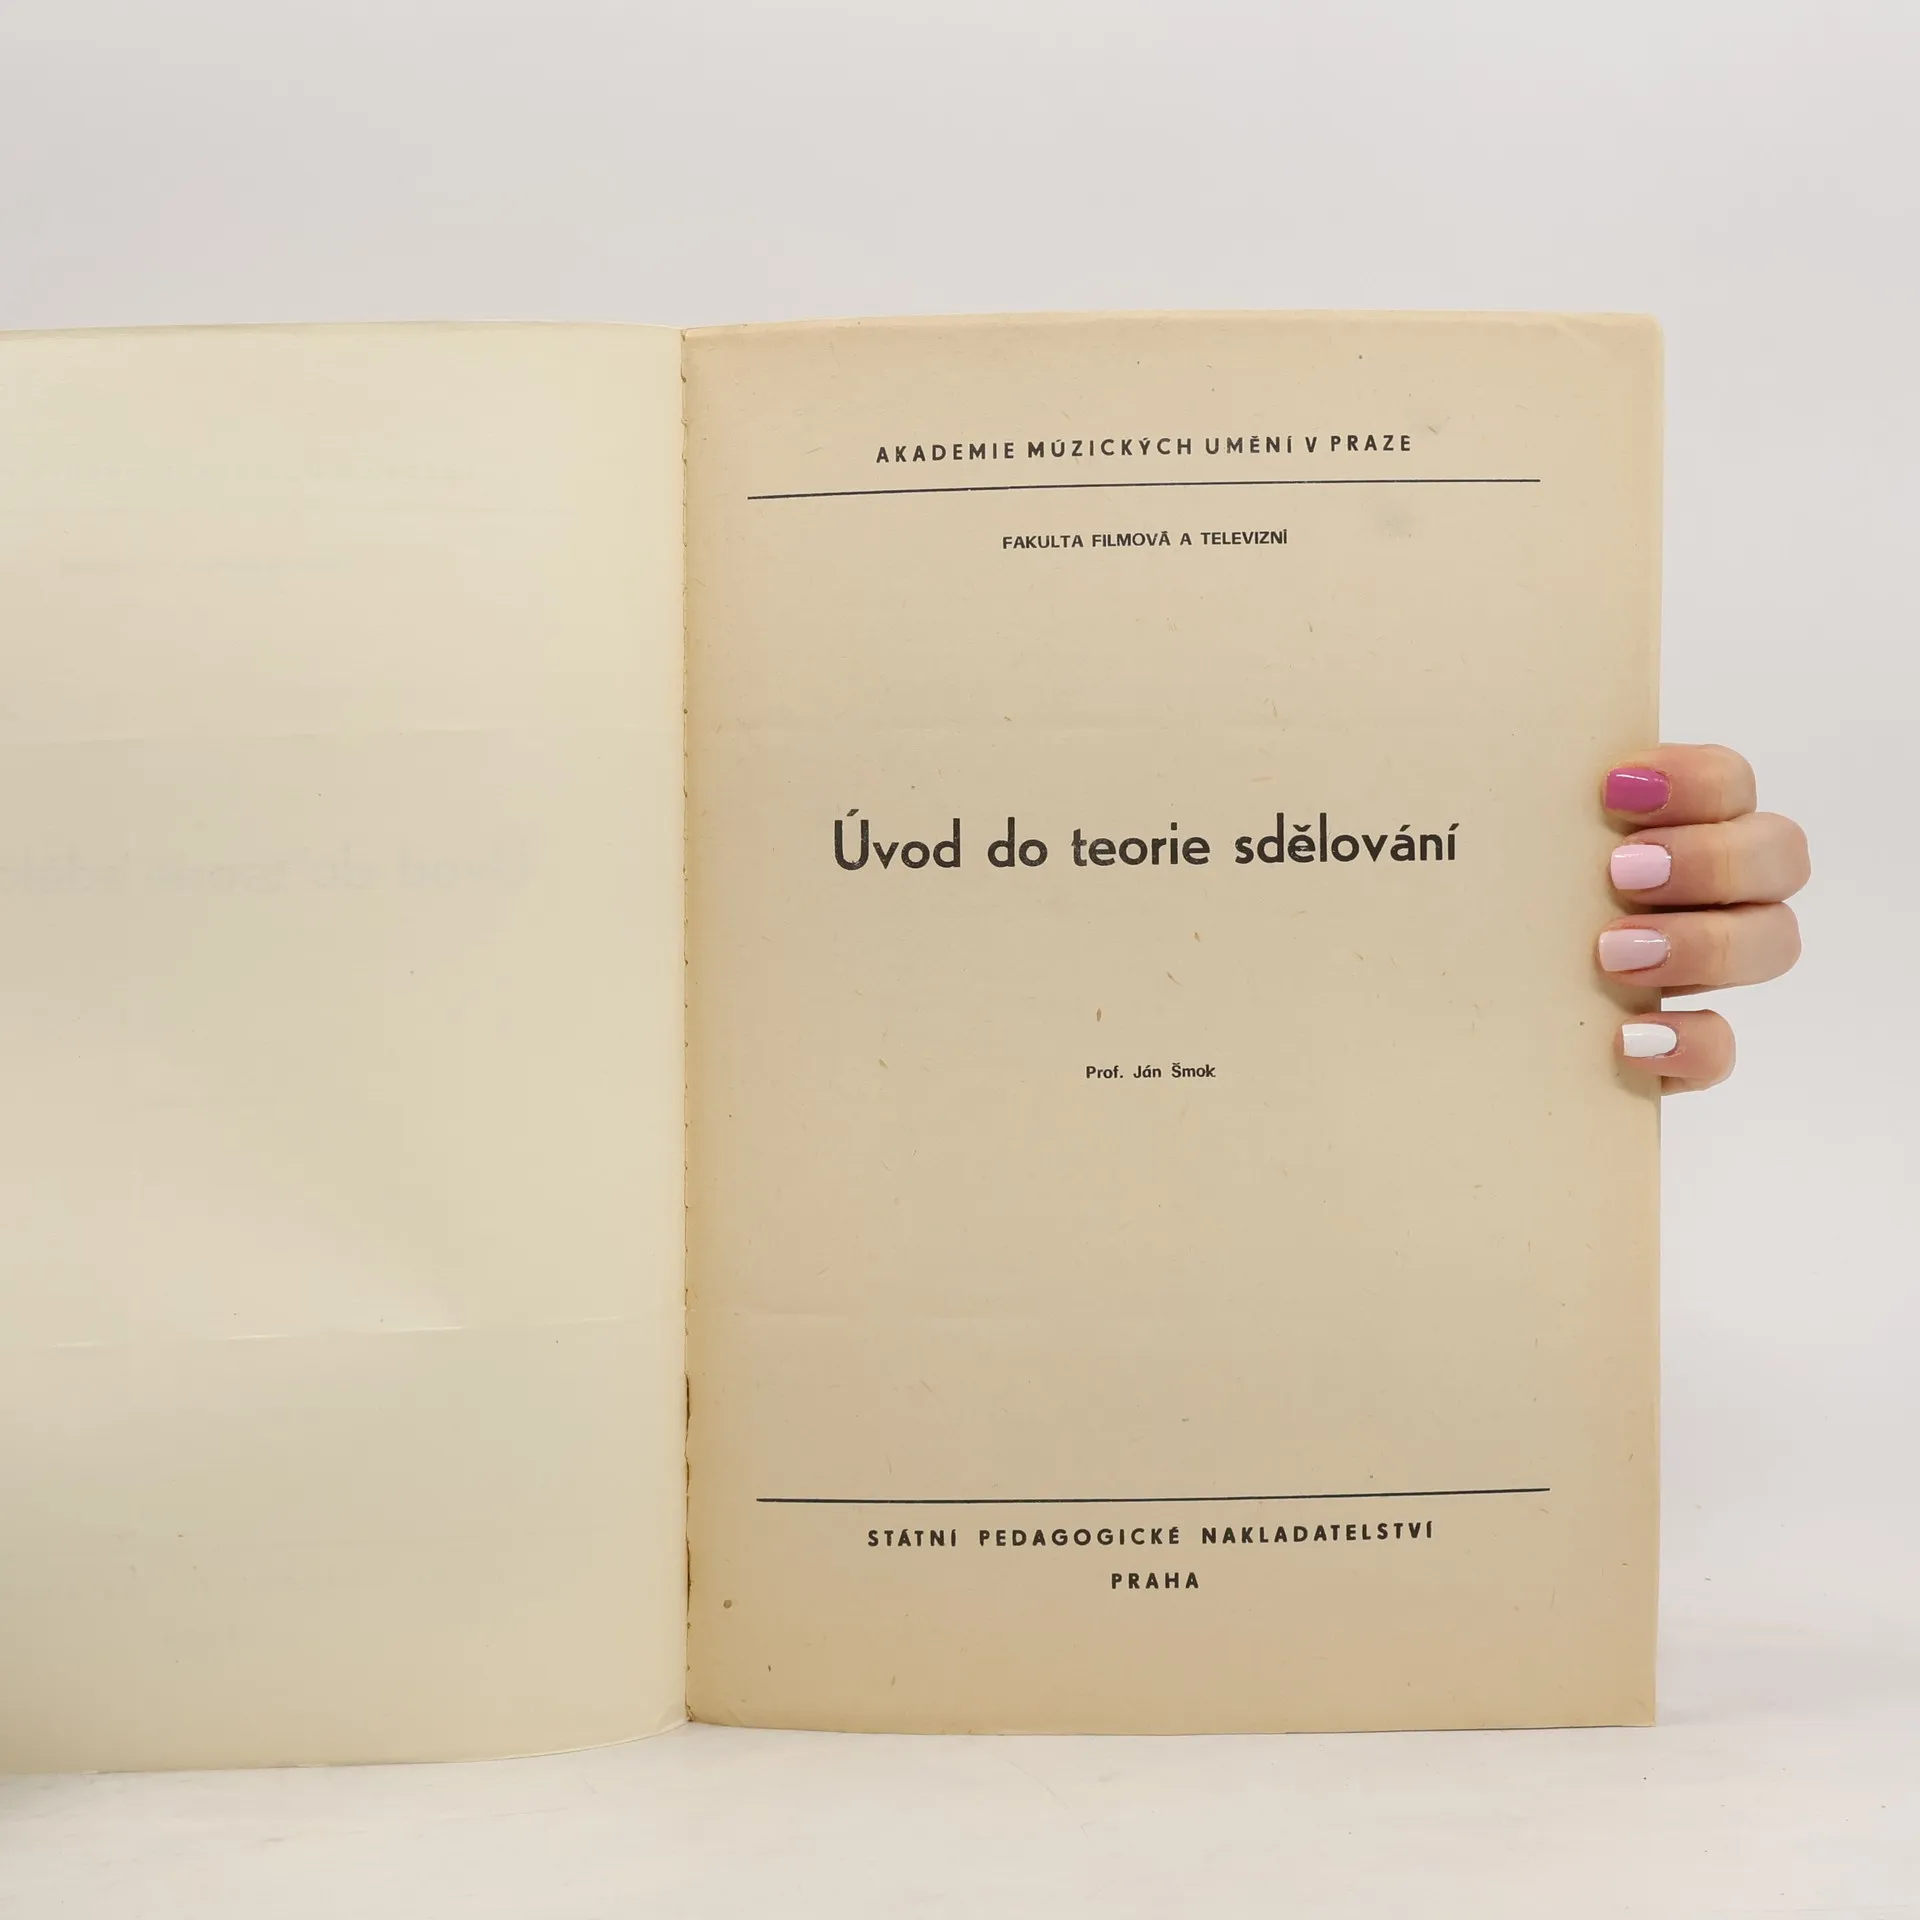 AKADEMIE MÚZICKÝCH UMĚNÍ V PRAZE
FAKULTA FILMOVÁ A TELEVIZNÍ
Úvod do teorie sdělování
Prof. Ján Šmok
STÁTNÍ PEDAGOGICKÉ NAKLADATELSTVÍ
PRAHA